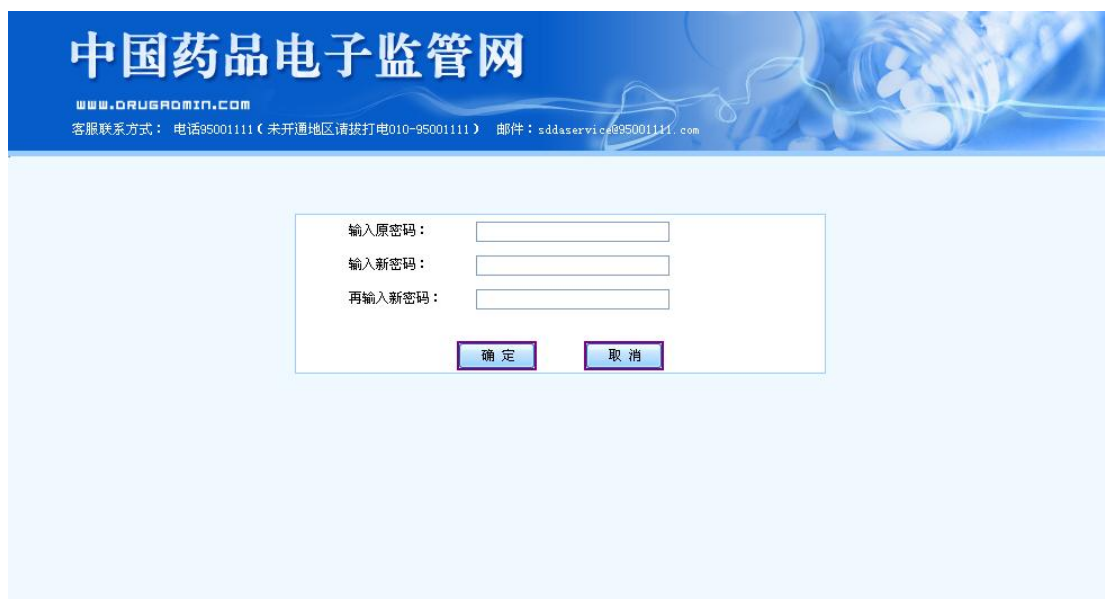 中国药品电子监管网
WWW.DRUGADMIN.COM
客服联系方式： 电话95001111（未开通地区请拔打电010-95001111） 邮件：sddaservice@95001111.com
输入原密码：
输入新密码：
再输入新密码：
确 定 取 消